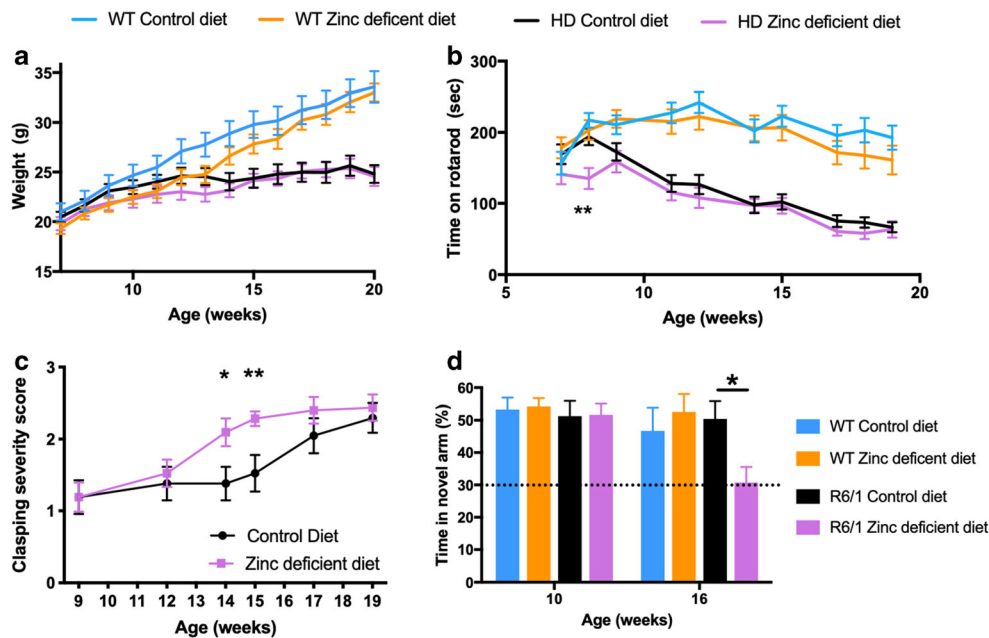 WT Control diet WT Zinc deficent diet HD Control diet HD Zinc deficient diet
a
35
30
25
20
15
Weight (g)
10 15 20
Age (weeks)
b
300
200
100
0
Time on rotarod (sec)
**
5 10 15 20
Age (weeks)
c
3
2
1
0
Clasping severity score
* **
Control Diet
Zinc deficient diet
9 10 11 12 13 14 15 16 17 18 19
Age (weeks)
d
60
50
40
30
20
10
0
Time in novel arm (%)
*
10 16
Age (weeks)
WT Control diet
WT Zinc deficent diet
R6/1 Control diet
R6/1 Zinc deficient diet